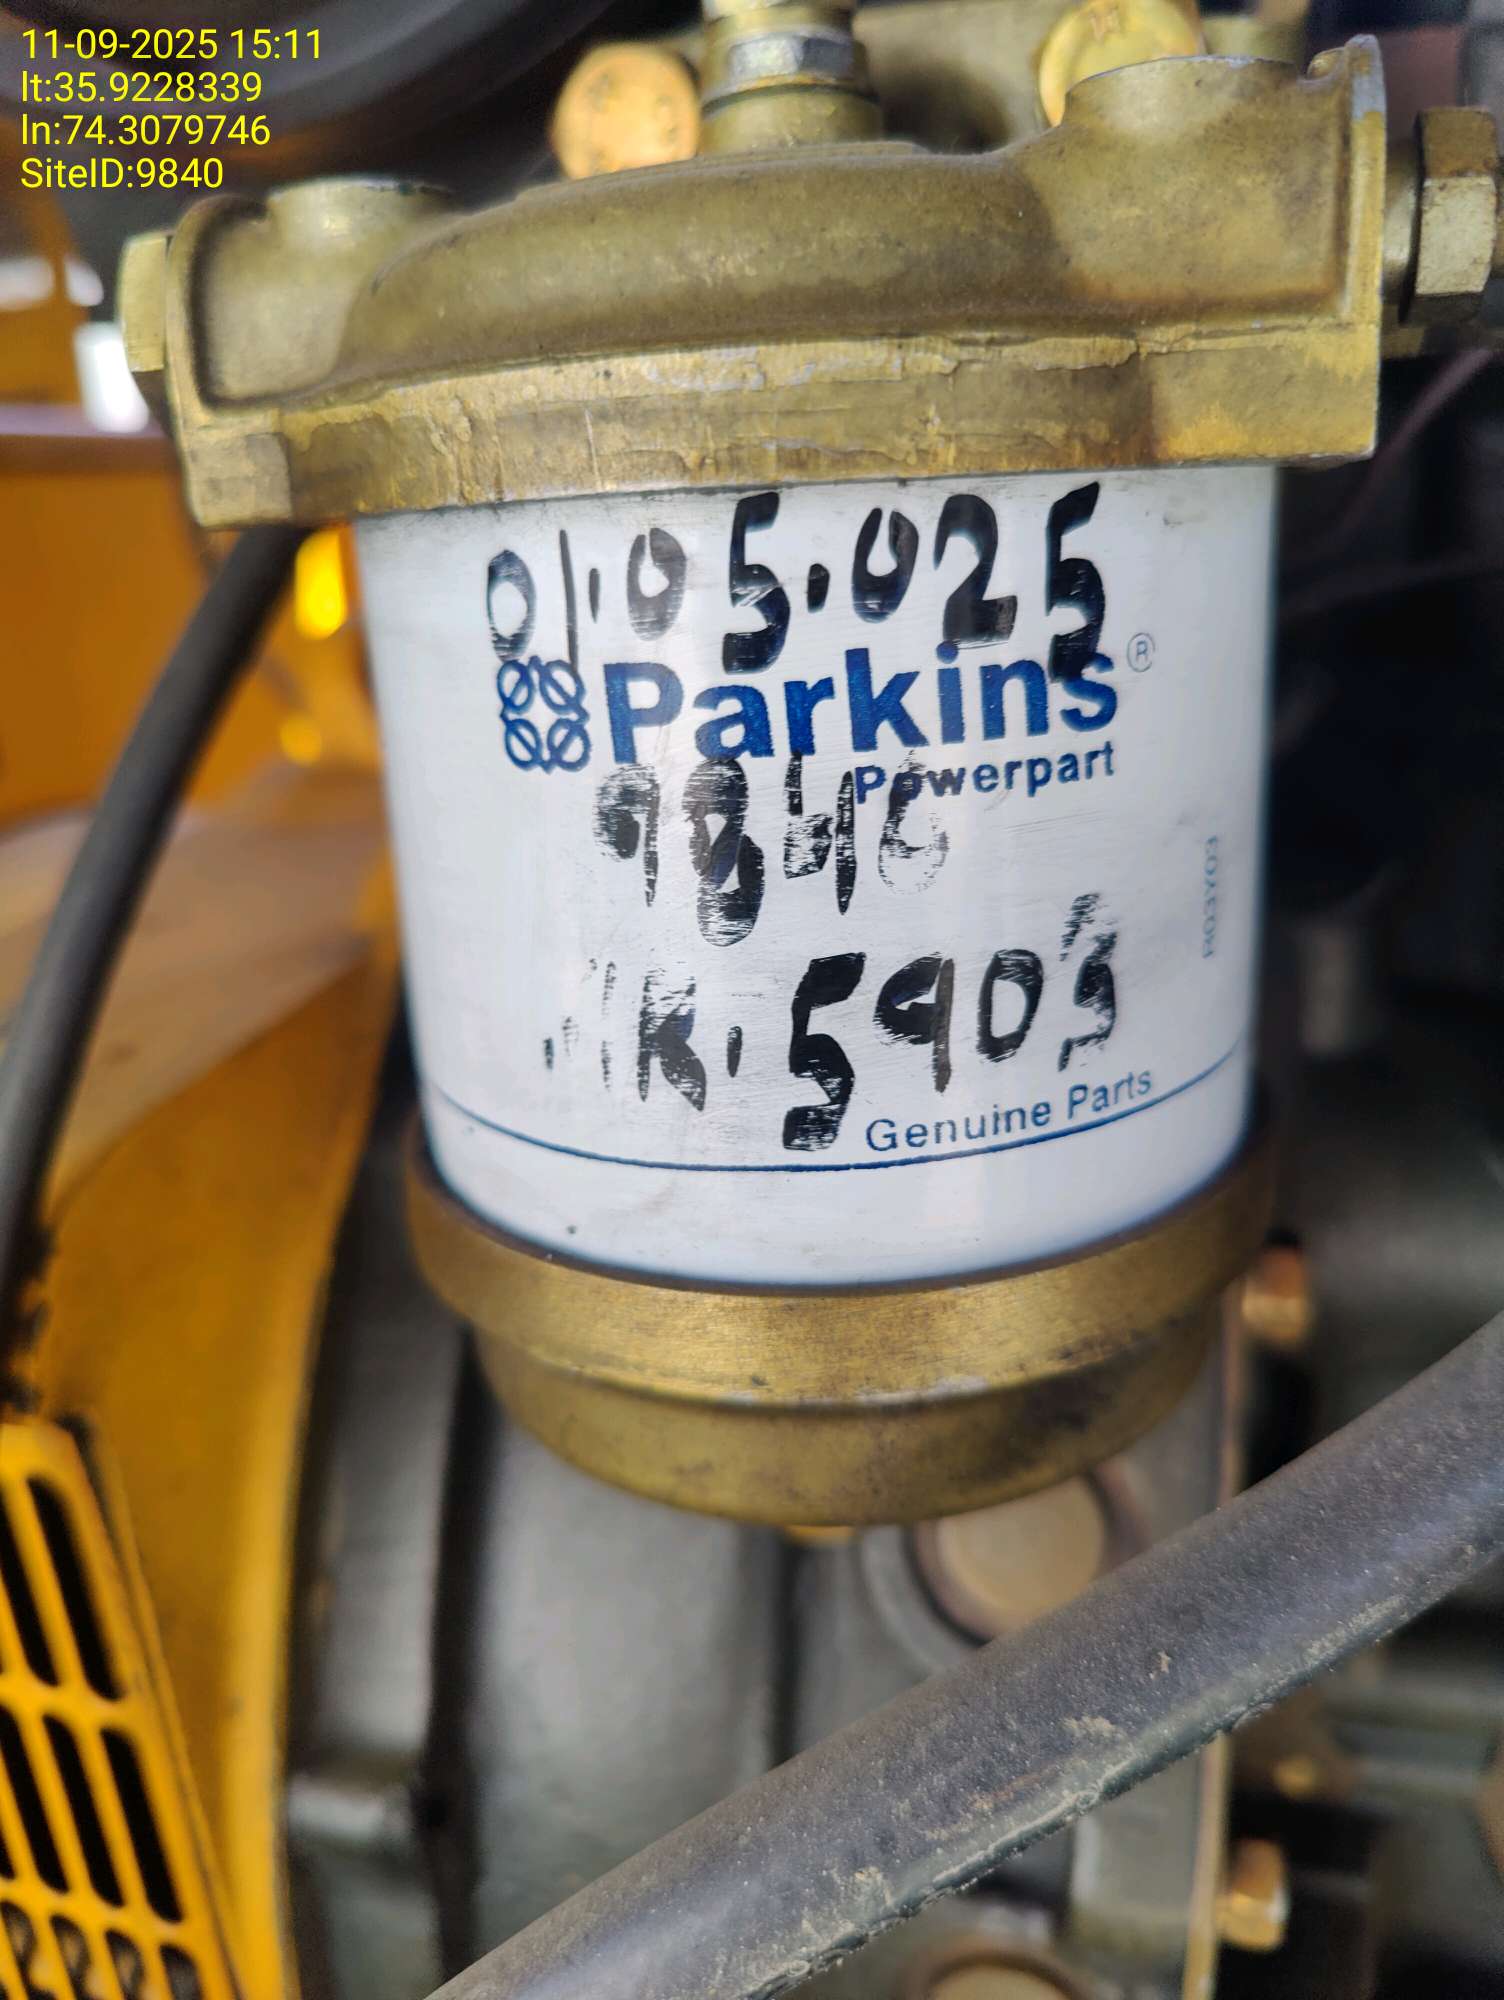 11-09-2025 15:11
lt:35.9228339
ln:74.3079746
SiteID:9840
01.05.025
Parkins®
Powerpart
9840
R03Y03
R.5903
Genuine Parts